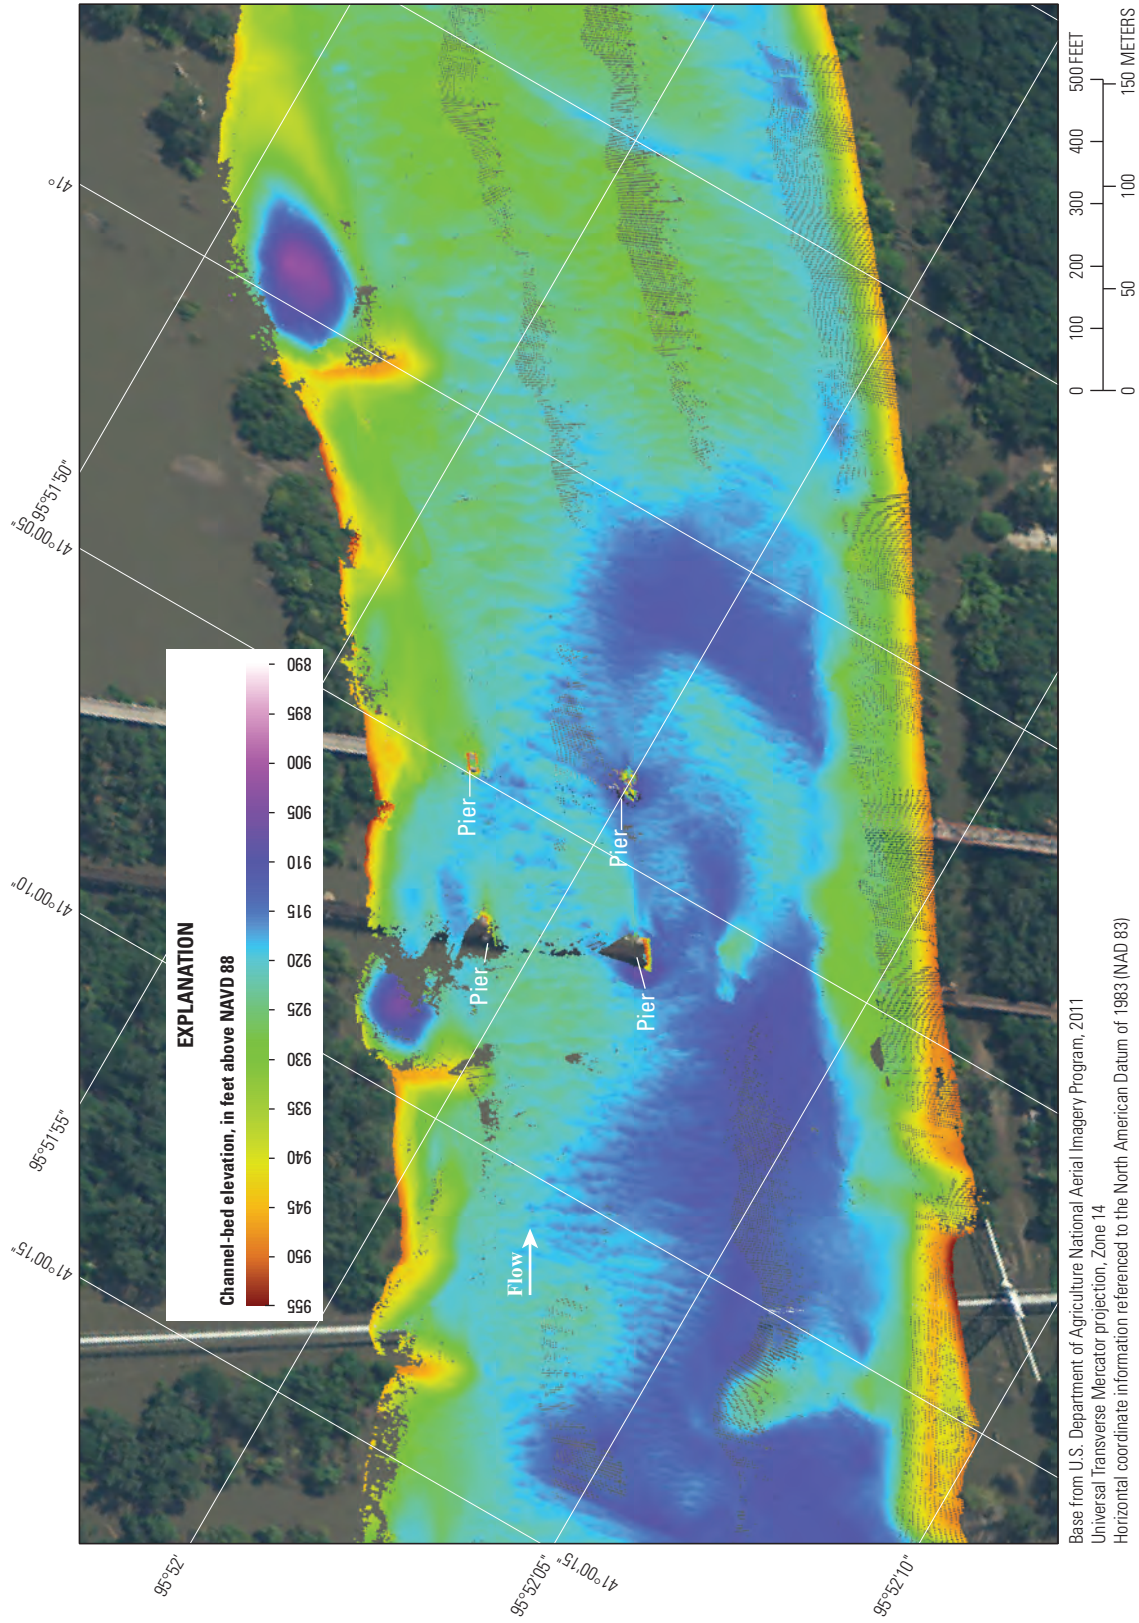 EXPLANATION
Channel-bed elevation, in feet above NAVD 88
955
950
945
940
935
930
925
920
915
910
905
900
895
890
41°
95°51'50"
41°00'05"
41°00'10"
95°51'55"
41°00'15"
95°52'
95°52'05"
41°00'15"
95°52'10"
Pier
Pier
Pier
Pier
Flow
0 100 200 300 400 500 FEET
0 50 100 150 METERS
Base from U.S. Department of Agriculture National Aerial Imagery Program, 2011
Universal Transverse Mercator projection, Zone 14
Horizontal coordinate information referenced to the North American Datum of 1983 (NAD 83)